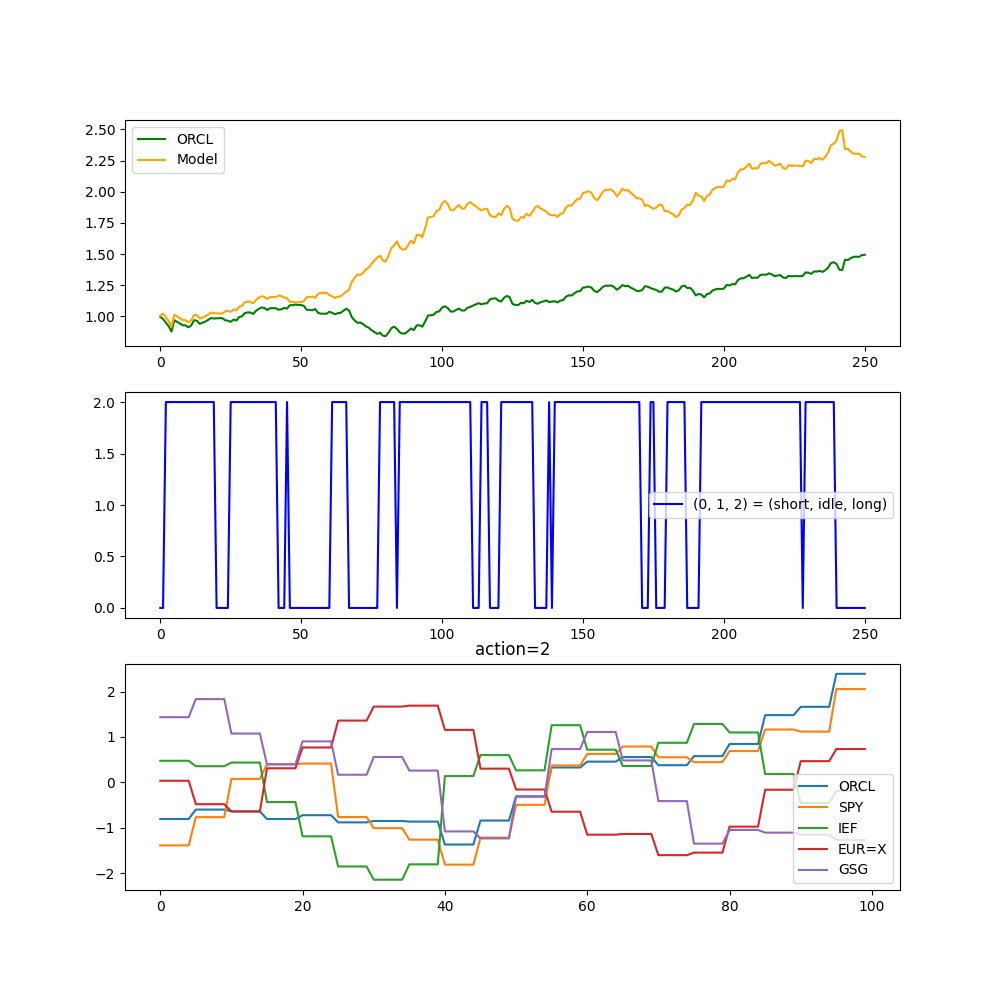 2.50
2.25
2.00
1.75
1.50
1.25
1.00
ORCL
Model
0 50 100 150 200 250
2.0
1.5
1.0
0.5
0.0
(0, 1, 2) = (short, idle, long)
0 50 100 150 200 250
action=2
2
1
0
−1
−2
ORCL
SPY
IEF
EUR=X
GSG
0 20 40 60 80 100